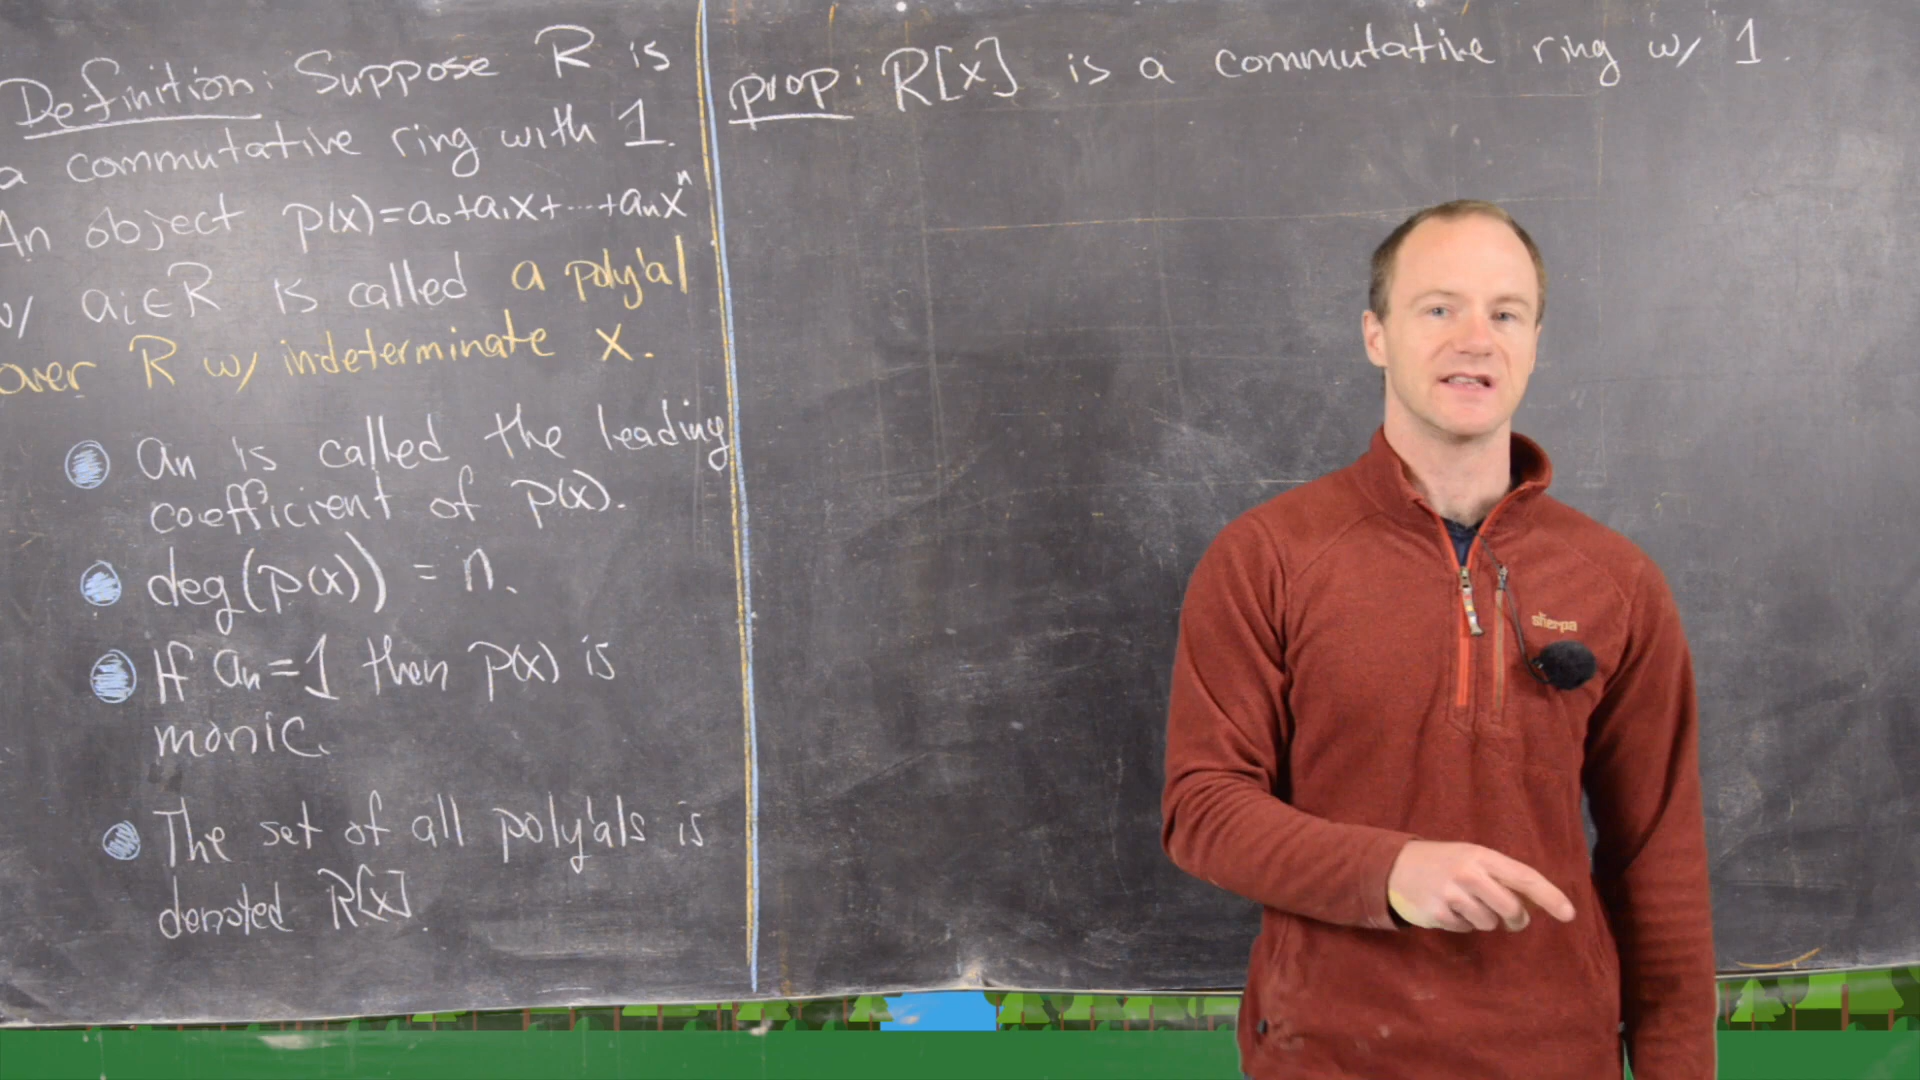 Definition: Suppose R is
a commutative ring with 1.
An object p(x)=a₀+a₁x+···+aₙxⁿ
w/ aᵢ∈R is called a poly'al
over R w/ indeterminate x.
aₙ is called the leading
coefficient of p(x).
deg(p(x)) = n.
If aₙ=1 then p(x) is
monic.
The set of all poly'als is
denoted R[x].
prop: R[x] is a commutative ring w/ 1.
sherpa